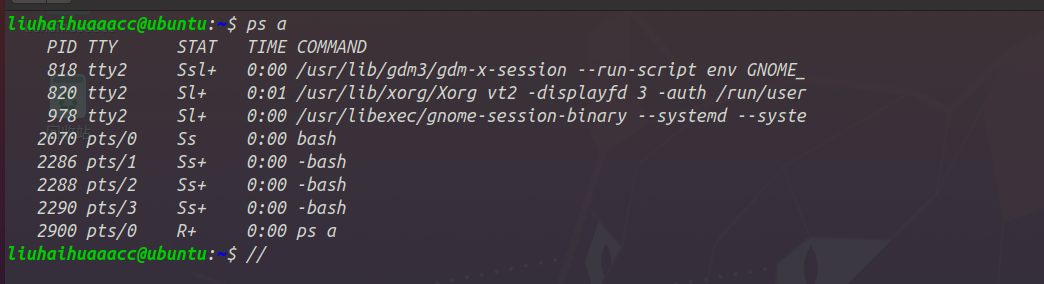 liuhaihuaaacc@ubuntu:~$ ps a
PID TTY STAT TIME COMMAND
818 tty2 Ssl+ 0:00 /usr/lib/gdm3/gdm-x-session --run-script env GNOME_
820 tty2 Sl+ 0:01 /usr/lib/xorg/Xorg vt2 -displayfd 3 -auth /run/user
978 tty2 Sl+ 0:00 /usr/libexec/gnome-session-binary --systemd --syste
2070 pts/0 Ss 0:00 bash
2286 pts/1 Ss+ 0:00 -bash
2288 pts/2 Ss+ 0:00 -bash
2290 pts/3 Ss+ 0:00 -bash
2900 pts/0 R+ 0:00 ps a
liuhaihuaaacc@ubuntu:~$ //